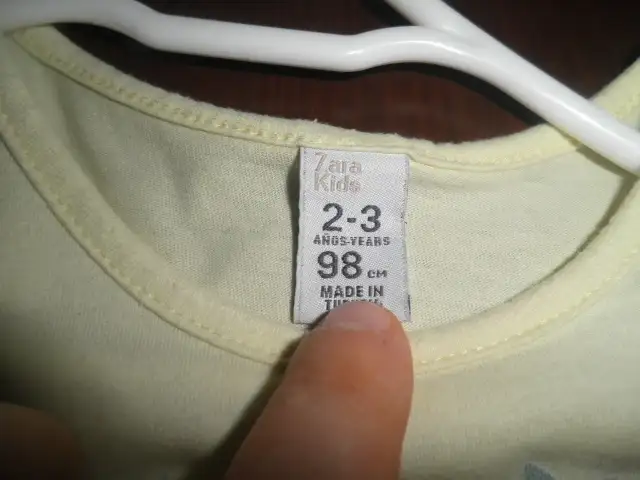 Zara
Kids
2-3
AÑOS-YEARS
98 CM
MADE IN